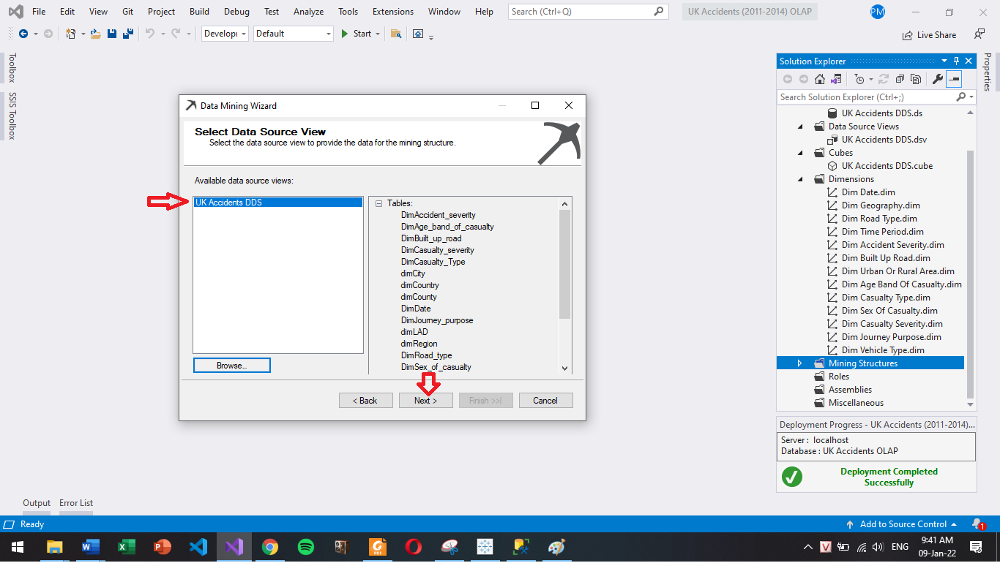 File Edit View Git Project Build Debug Test Analyze Tools Extensions Window Help Search (Ctrl+Q) UK Accidents (2011-2014) OLAP PM
Develop Default Start Live Share
Toolbox
SSIS Toolbox
Data Mining Wizard
Select Data Source View
Select the data source view to provide the data for the mining structure.
Available data source views:
UK Accidents DDS
Tables:
DimAccident_severity
DimAge_band_of_casualty
DimBuilt_up_road
DimCasualty_severity
DimCasualty_Type
dimCity
dimCountry
dimCounty
DimDate
DimJourney_purpose
dimLAD
dimRegion
DimRoad_type
DimSex_of_casualty
Browse...
< Back Next > Finish >>| Cancel
Solution Explorer
Search Solution Explorer (Ctrl+;)
UK Accidents DDS.ds
Data Source Views
UK Accidents DDS.dsv
Cubes
UK Accidents DDS.cube
Dimensions
Dim Date.dim
Dim Geography.dim
Dim Road Type.dim
Dim Time Period.dim
Dim Accident Severity.dim
Dim Built Up Road.dim
Dim Urban Or Rural Area.dim
Dim Age Band Of Casualty.dim
Dim Casualty Type.dim
Dim Sex Of Casualty.dim
Dim Casualty Severity.dim
Dim Journey Purpose.dim
Dim Vehicle Type.dim
Mining Structures
Roles
Assemblies
Miscellaneous
Properties
Deployment Progress - UK Accidents (2011-2014)...
Server : localhost
Database : UK Accidents OLAP
Deployment Completed
Successfully
Output Error List
Ready Add to Source Control 1
ENG
9:41 AM
09-Jan-22